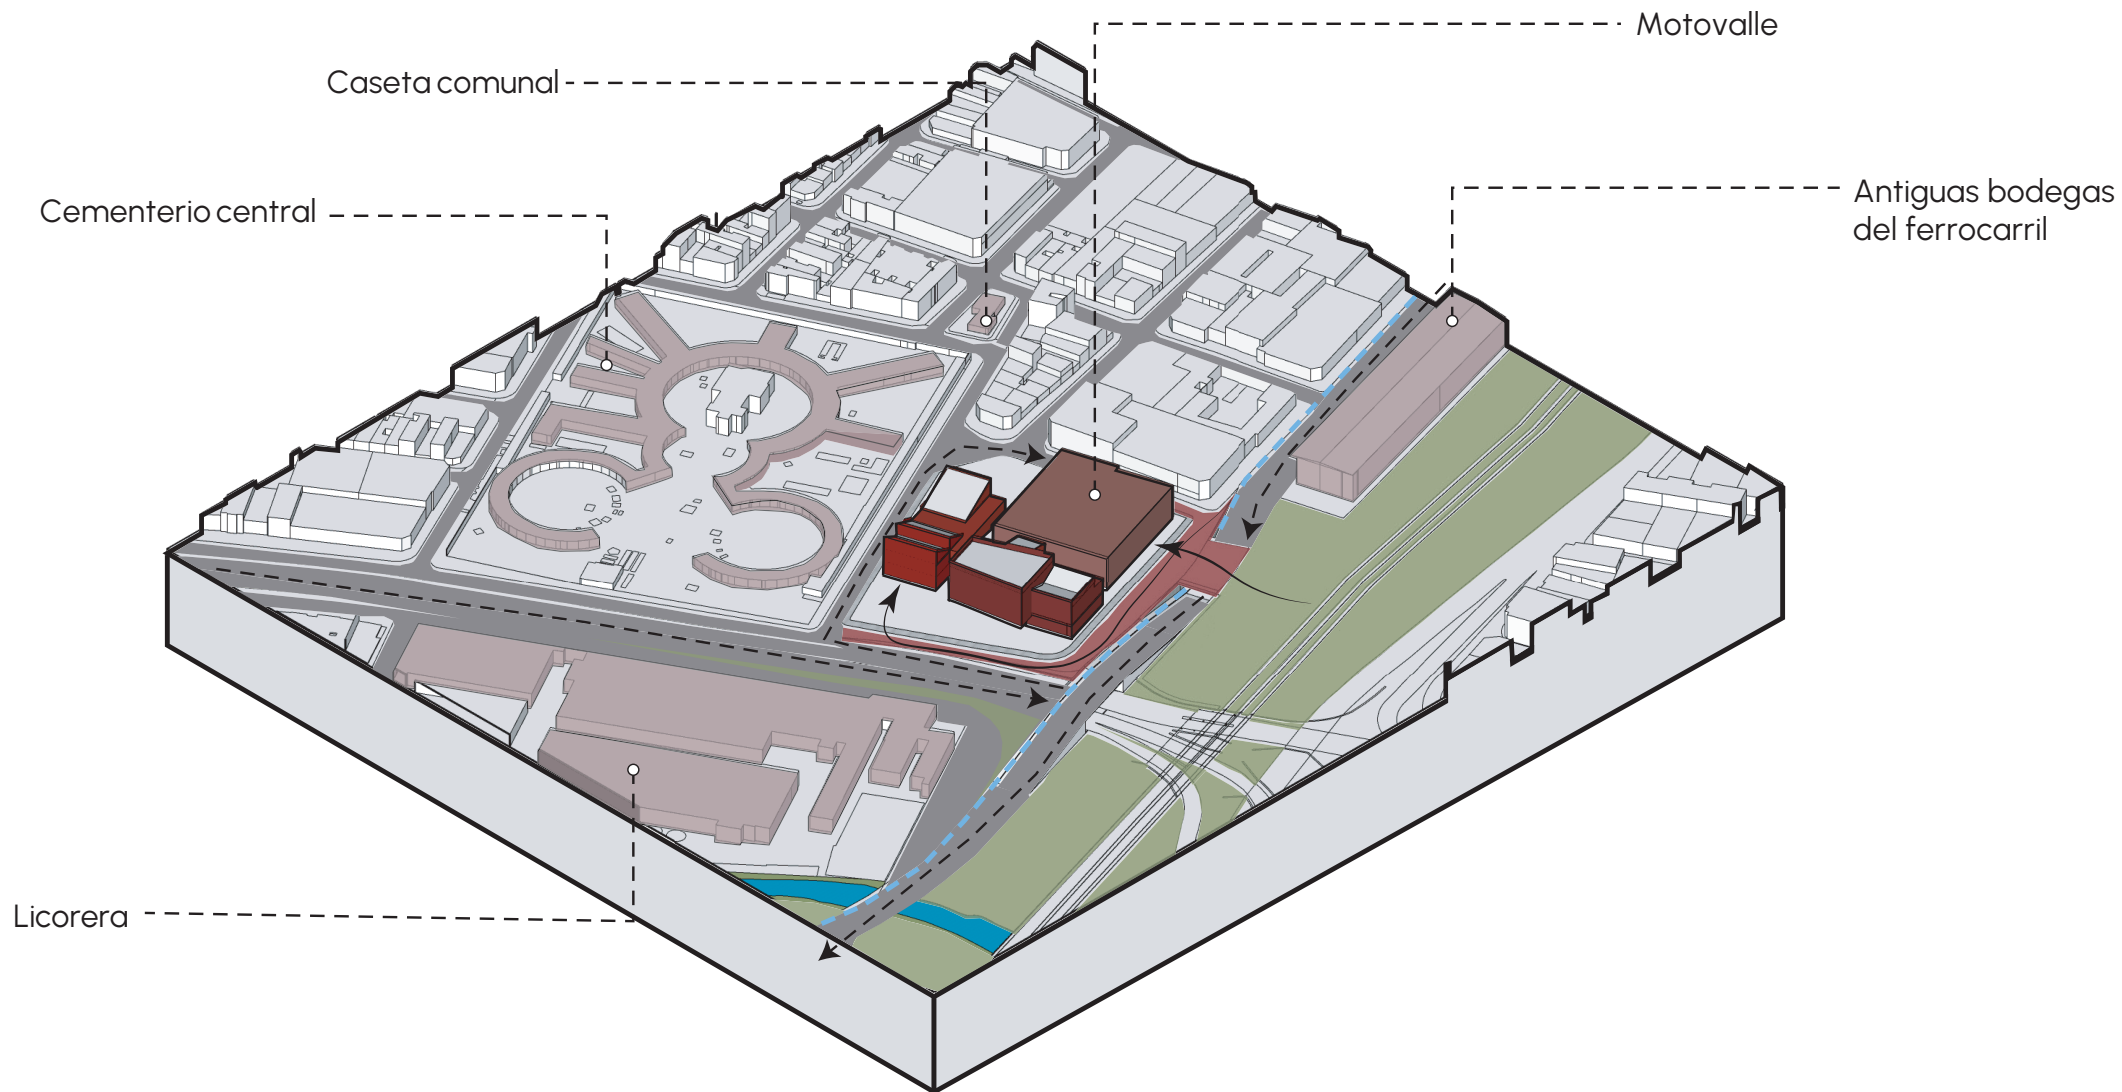 Motovalle
Caseta comunal
Antiguas bodegas
del ferrocarril
Cementerio central
Licorera